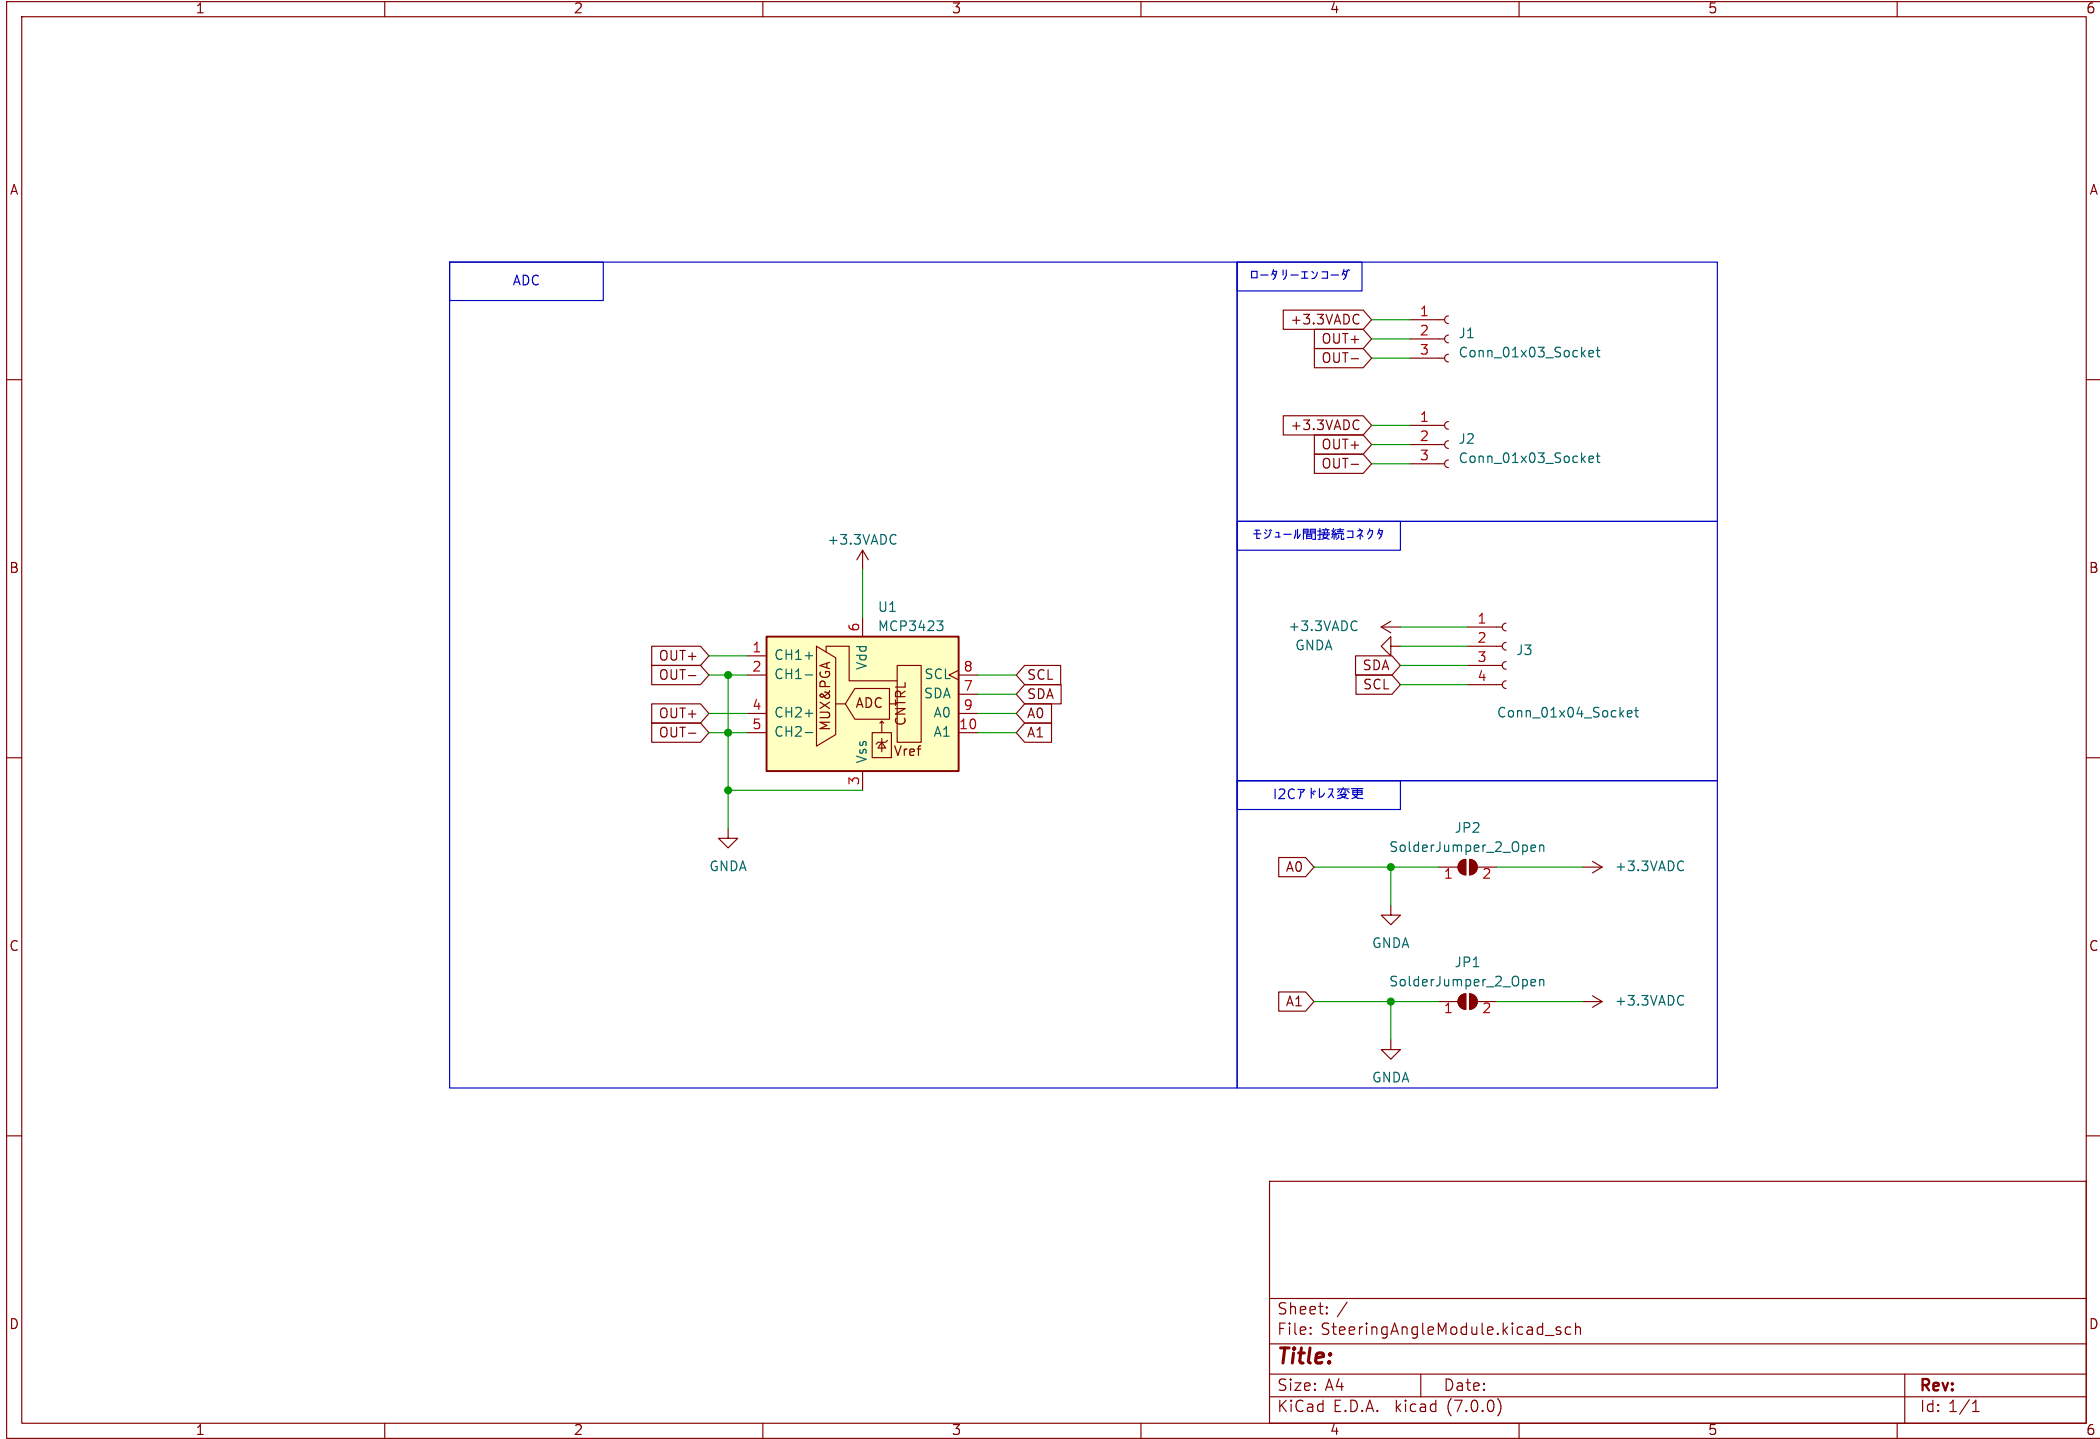 1 2 3 4 5 6
A A
ADC
ロータリーエンコーダ
+3.3VADC 1
OUT+ 2 J1
OUT- 3 Conn_01x03_Socket
+3.3VADC 1
OUT+ 2 J2
OUT- 3 Conn_01x03_Socket
モジュール間接続コネクタ
+3.3VADC 1
GNDA 2 J3
SDA 3
SCL 4
Conn_01x04_Socket
B B
+3.3VADC
U1
MCP3423
6
Vdd
OUT+ 1 CH1+
OUT- 2 CH1-
OUT+ 4 CH2+
OUT- 5 CH2-
MUX&PGA
ADC
CNTRL
Vref
Vss
3
SCL 8 SCL
SDA 7 SDA
A0 9 A0
A1 10 A1
GNDA
I2Cアドレス変更
JP2
SolderJumper_2_Open
A0 1 2 +3.3VADC
GNDA
JP1
SolderJumper_2_Open
A1 1 2 +3.3VADC
GNDA
C C
D D
Sheet: /
File: SteeringAngleModule.kicad_sch
Title:
Size: A4 Date: Rev:
KiCad E.D.A. kicad (7.0.0) Id: 1/1
1 2 3 4 5 6